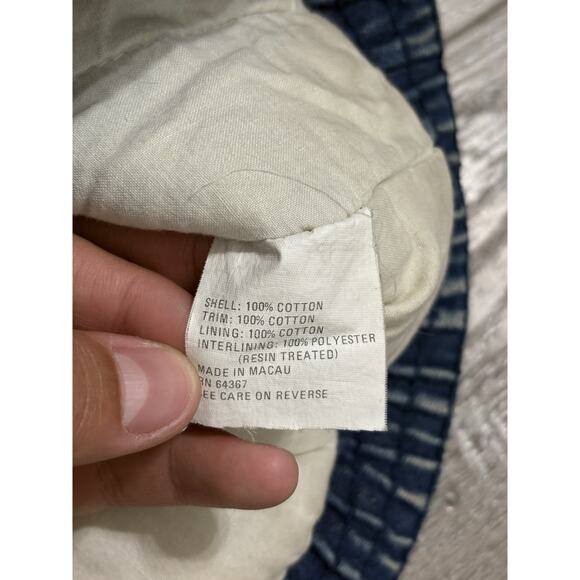 SHELL: 100% COTTON
TRIM: 100% COTTON
LINING: 100% COTTON
INTERLINING: 100% POLYESTER
(RESIN TREATED)
MADE IN MACAU
RN 64367
SEE CARE ON REVERSE